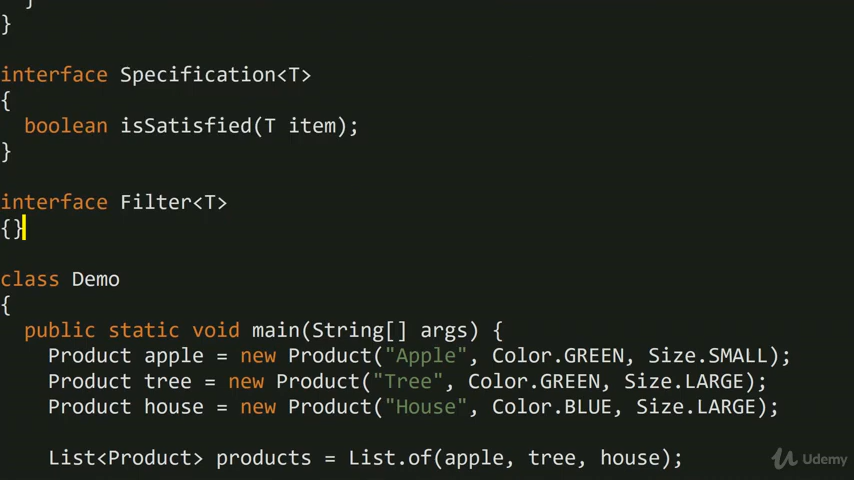 }
interface Specification<T>
{
boolean isSatisfied(T item);
}
interface Filter<T>
{}
class Demo
{
public static void main(String[] args) {
Product apple = new Product("Apple", Color.GREEN, Size.SMALL);
Product tree = new Product("Tree", Color.GREEN, Size.LARGE);
Product house = new Product("House", Color.BLUE, Size.LARGE);
List<Product> products = List.of(apple, tree, house);
Udemy